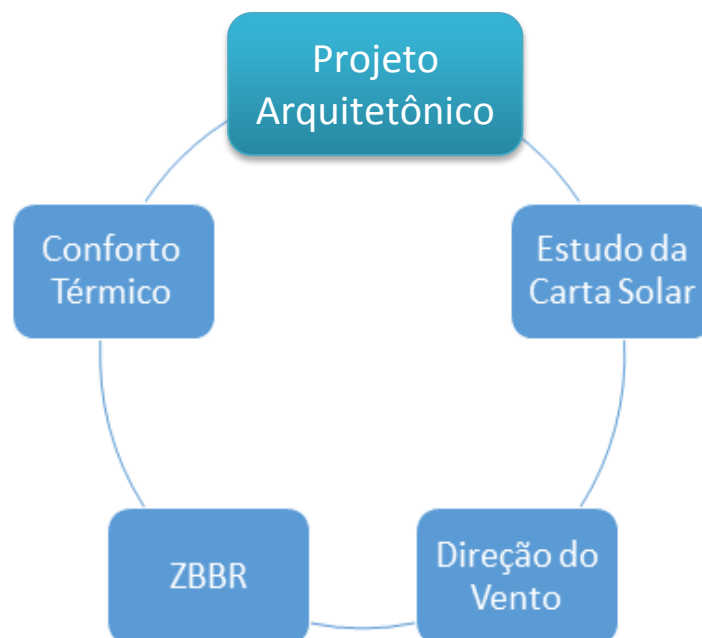 Projeto
Arquitetônico
Conforto
Térmico
Estudo da
Carta Solar
ZBBR
Direção do
Vento